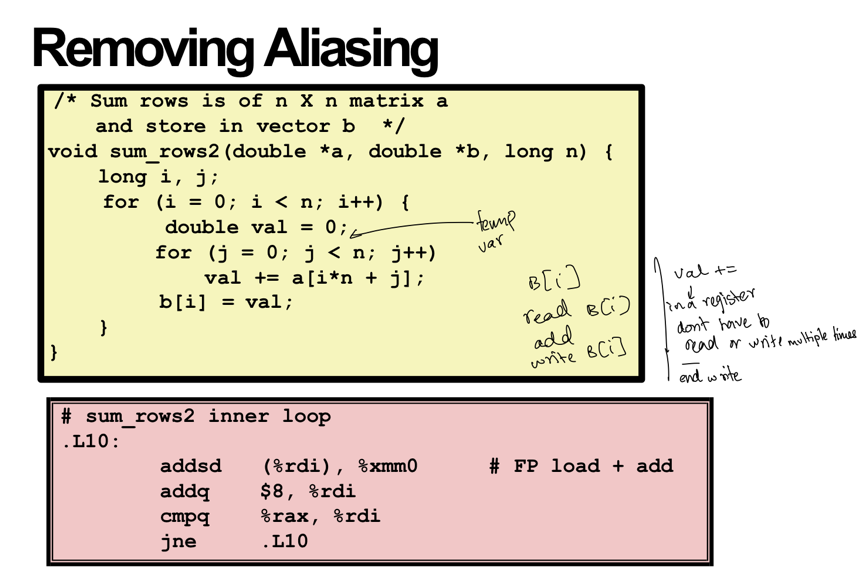 Removing Aliasing
/* Sum rows is of n X n matrix a
and store in vector b */
void sum_rows2(double *a, double *b, long n) {
long i, j;
for (i = 0; i < n; i++) {
double val = 0;
for (j = 0; j < n; j++)
val += a[i*n + j];
b[i] = val;
}
}
temp
var
B[i]
read B[i]
add
write B[i]
val +=
in a register
dont have to
read or write multiple times
end write
# sum_rows2 inner loop
.L10:
addsd (%rdi), %xmm0 # FP load + add
addq $8, %rdi
cmpq %rax, %rdi
jne .L10